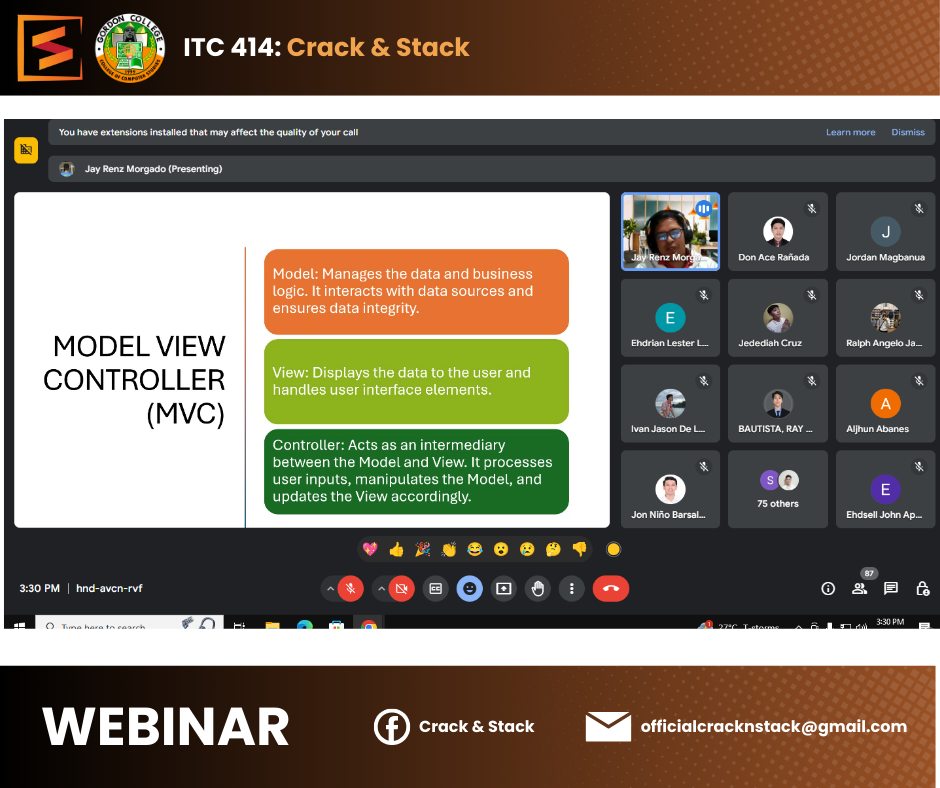 GORDON COLLEGE
COLLEGE OF COMPUTER STUDIES
1999
ITC 414: Crack & Stack
You have extensions installed that may affect the quality of your call
Learn more
Dismiss
Jay Renz Morgado (Presenting)
MODEL VIEW
CONTROLLER
(MVC)
Model: Manages the data and business
logic. It interacts with data sources and
ensures data integrity.
View: Displays the data to the user and
handles user interface elements.
Controller: Acts as an intermediary
between the Model and View. It processes
user inputs, manipulates the Model, and
updates the View accordingly.
Jay Renz Morga...
Don Ace Rañada
J
Jordan Magbanua
E
Ehdrian Lester L...
Jedediah Cruz
Ralph Angelo Ja...
Ivan Jason De L...
BAUTISTA, RAY ...
A
Aljhun Abanes
Jon Niño Barsal...
S
75 others
E
Ehdsell John Ap...
3:30 PM | hnd-avcn-rvf
87
Type here to search
27°C T-storms
3:30 PM
WEBINAR
Crack & Stack
officialcracknstack@gmail.com